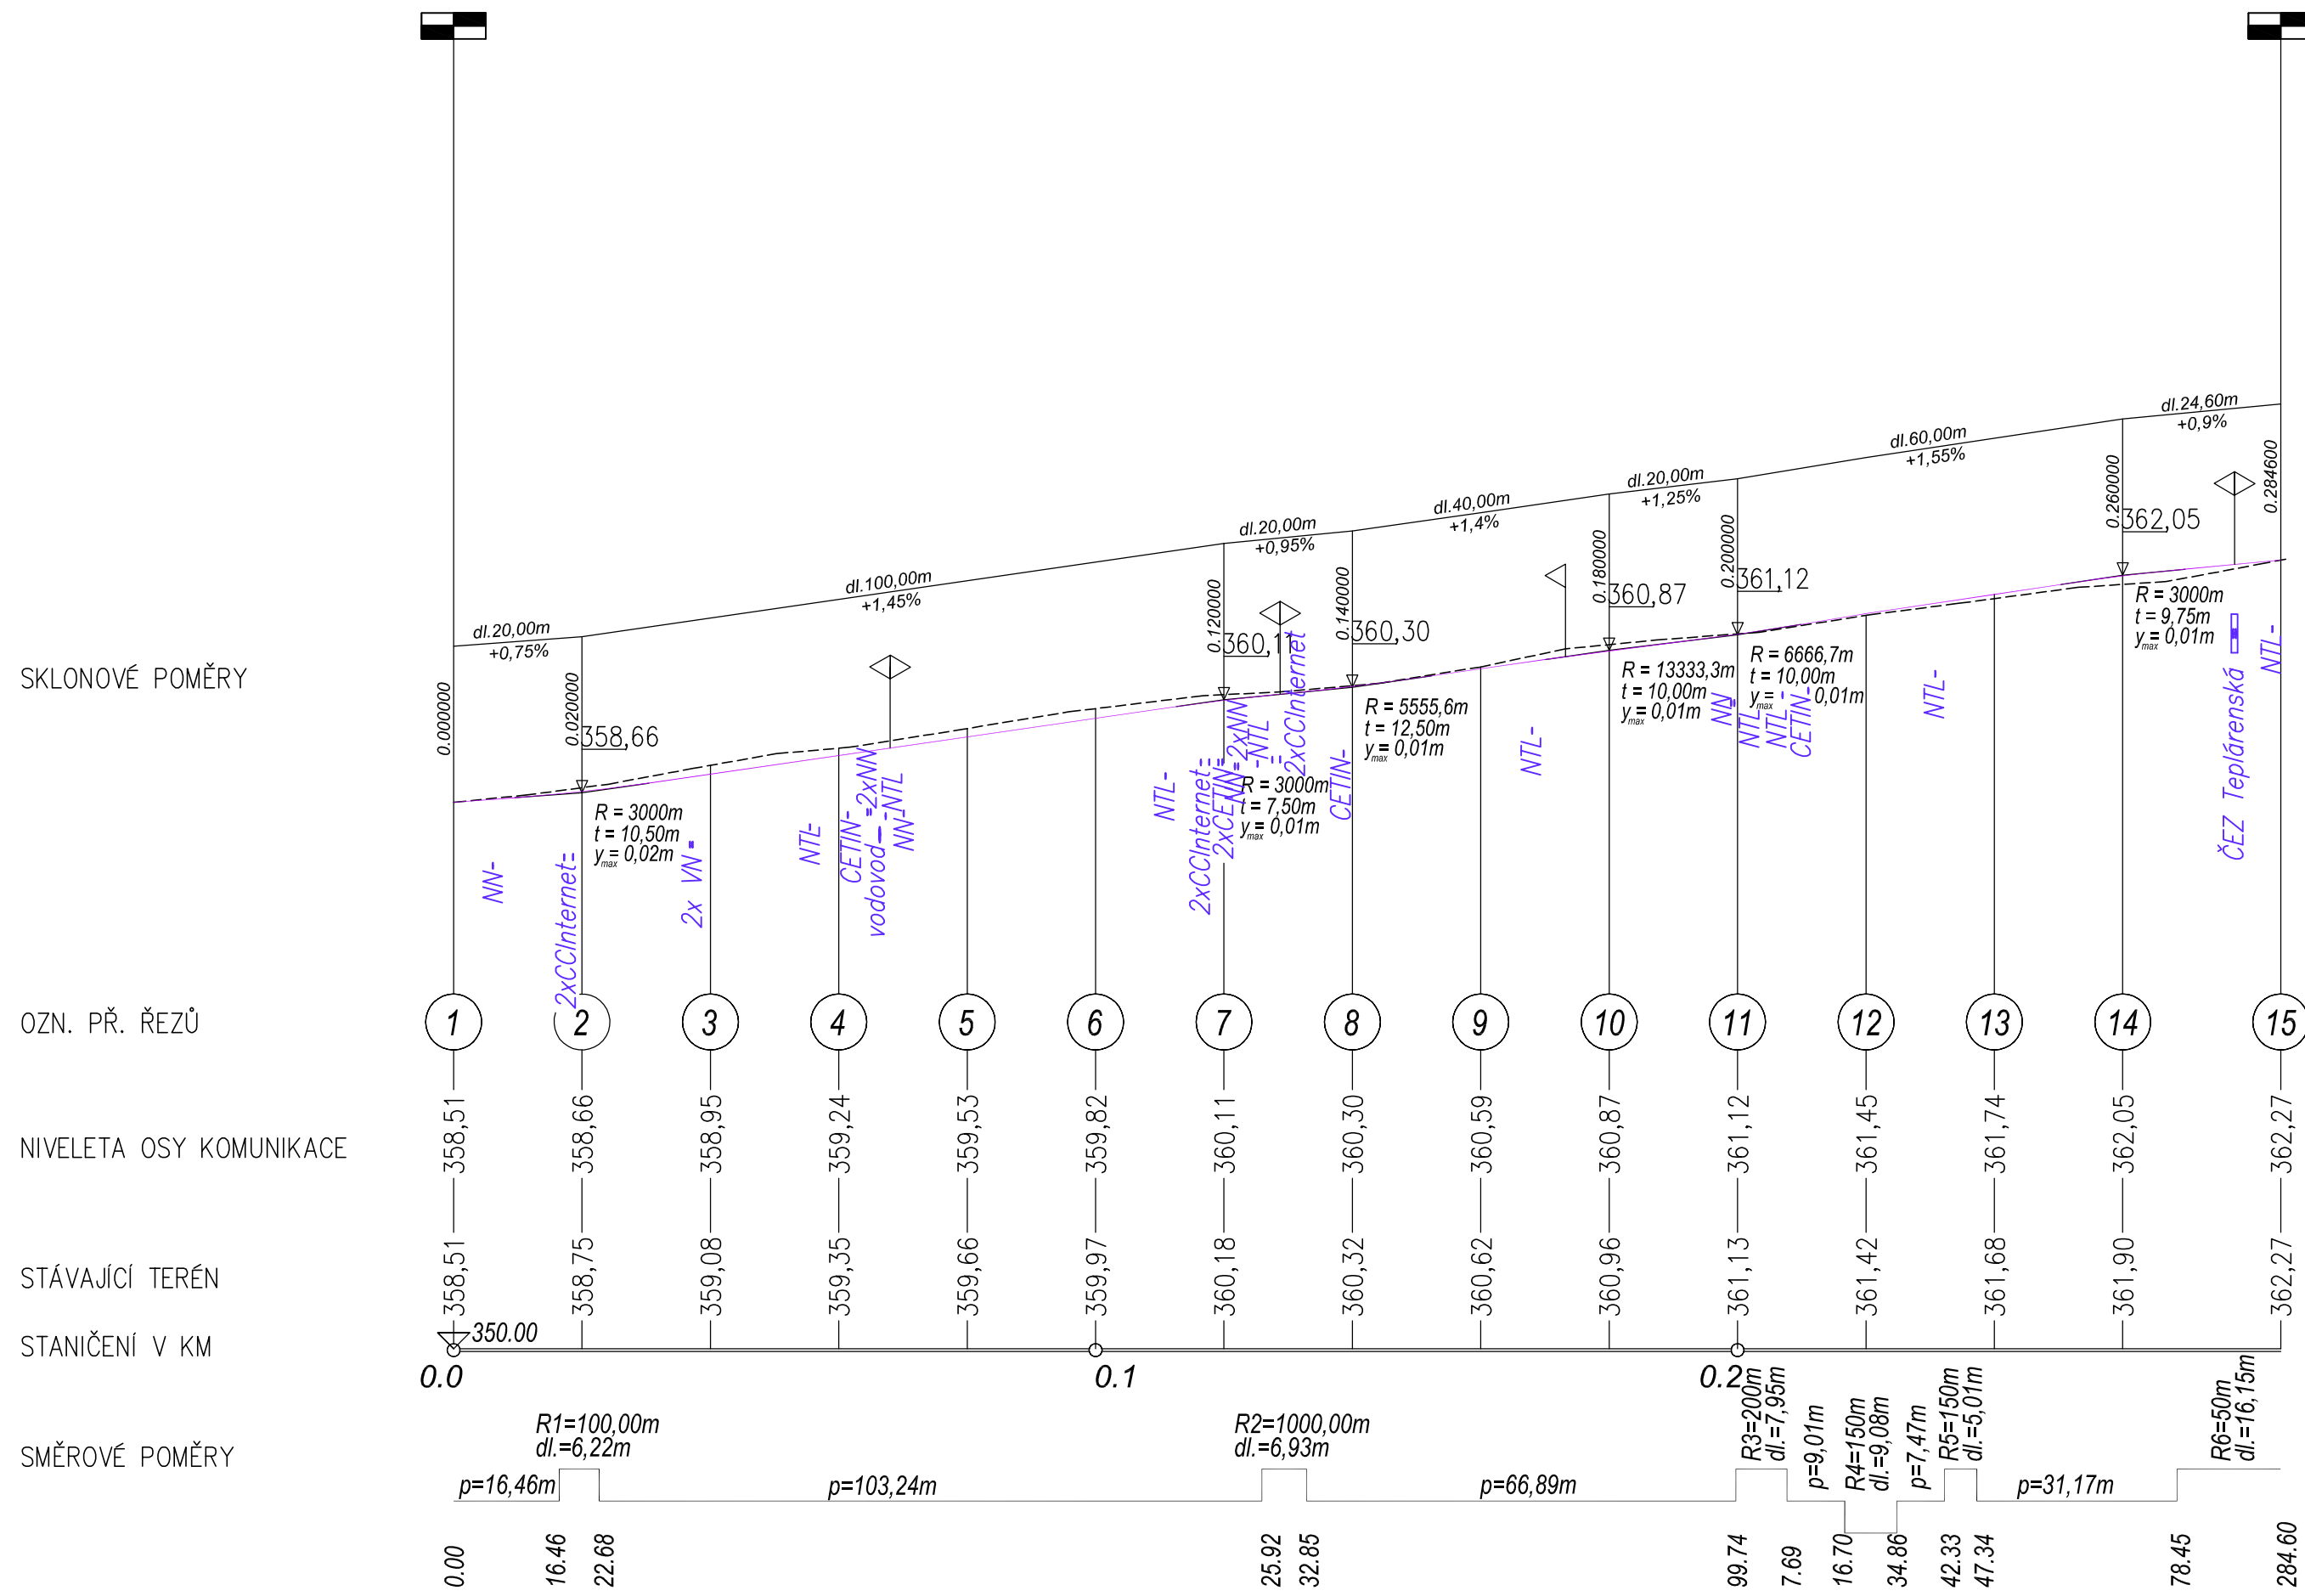 dl.20,00m
+0,75%
dl.100,00m
+1,45%
dl.20,00m
+0,95%
dl.40,00m
+1,4%
dl.20,00m
+1,25%
dl.60,00m
+1,55%
dl.24,60m
+0,9%
0.000000
0.020000
0.120000
0.140000
0.180000
0.200000
0.260000
0.284600
358,66
360,11
360,30
360,87
361,12
362,05
SKLONOVÉ POMĚRY
R = 3000m
t = 10,50m
ymax= 0,02m
R = 3000m
t = 7,50m
ymax= 0,01m
R = 5555,6m
t = 12,50m
ymax= 0,01m
R = 13333,3m
t = 10,00m
ymax= 0,01m
R = 6666,7m
t = 10,00m
ymax= 0,01m
R = 3000m
t = 9,75m
ymax= 0,01m
NN-
2xCCInternet=
2x VN
NTL-
CETIN-
vodovod-
=2xNN
NN-
-NTL
NTL-
2xCCInternet=
2xCETIN=
NN=
2xNN
-NTL
2xCCInternet
CETIN-
NTL-
NN
NTL
NTL-
CETIN-
NTL-
ČEZ Teplárenská
NTL-
OZN. PŘ. ŘEZŮ
1 2 3 4 5 6 7 8 9 10 11 12 13 14 15
NIVELETA OSY KOMUNIKACE
358,51 358,66 358,95 359,24 359,53 359,82 360,11 360,30 360,59 360,87 361,12 361,45 361,74 362,05 362,27
STÁVAJÍCÍ TERÉN
358,51 358,75 359,08 359,35 359,66 359,97 360,18 360,32 360,62 360,96 361,13 361,42 361,68 361,90 362,27
350.00
STANIČENÍ V KM
0.0 0.1 0.2
SMĚROVÉ POMĚRY
p=16,46m
R1=100,00m
dl.=6,22m
p=103,24m
R2=1000,00m
dl.=6,93m
p=66,89m
R3=200m
dl.=7,95m
p=9,01m
R4=150m
dl.=9,08m
p=7,47m
R5=150m
dl.=5,01m
p=31,17m
R6=50m
dl.=16,15m
0.00 16.46 22.68 25.92 32.85 99.74 7.69 16.70 34.86 42.33 47.34 78.45 284.60